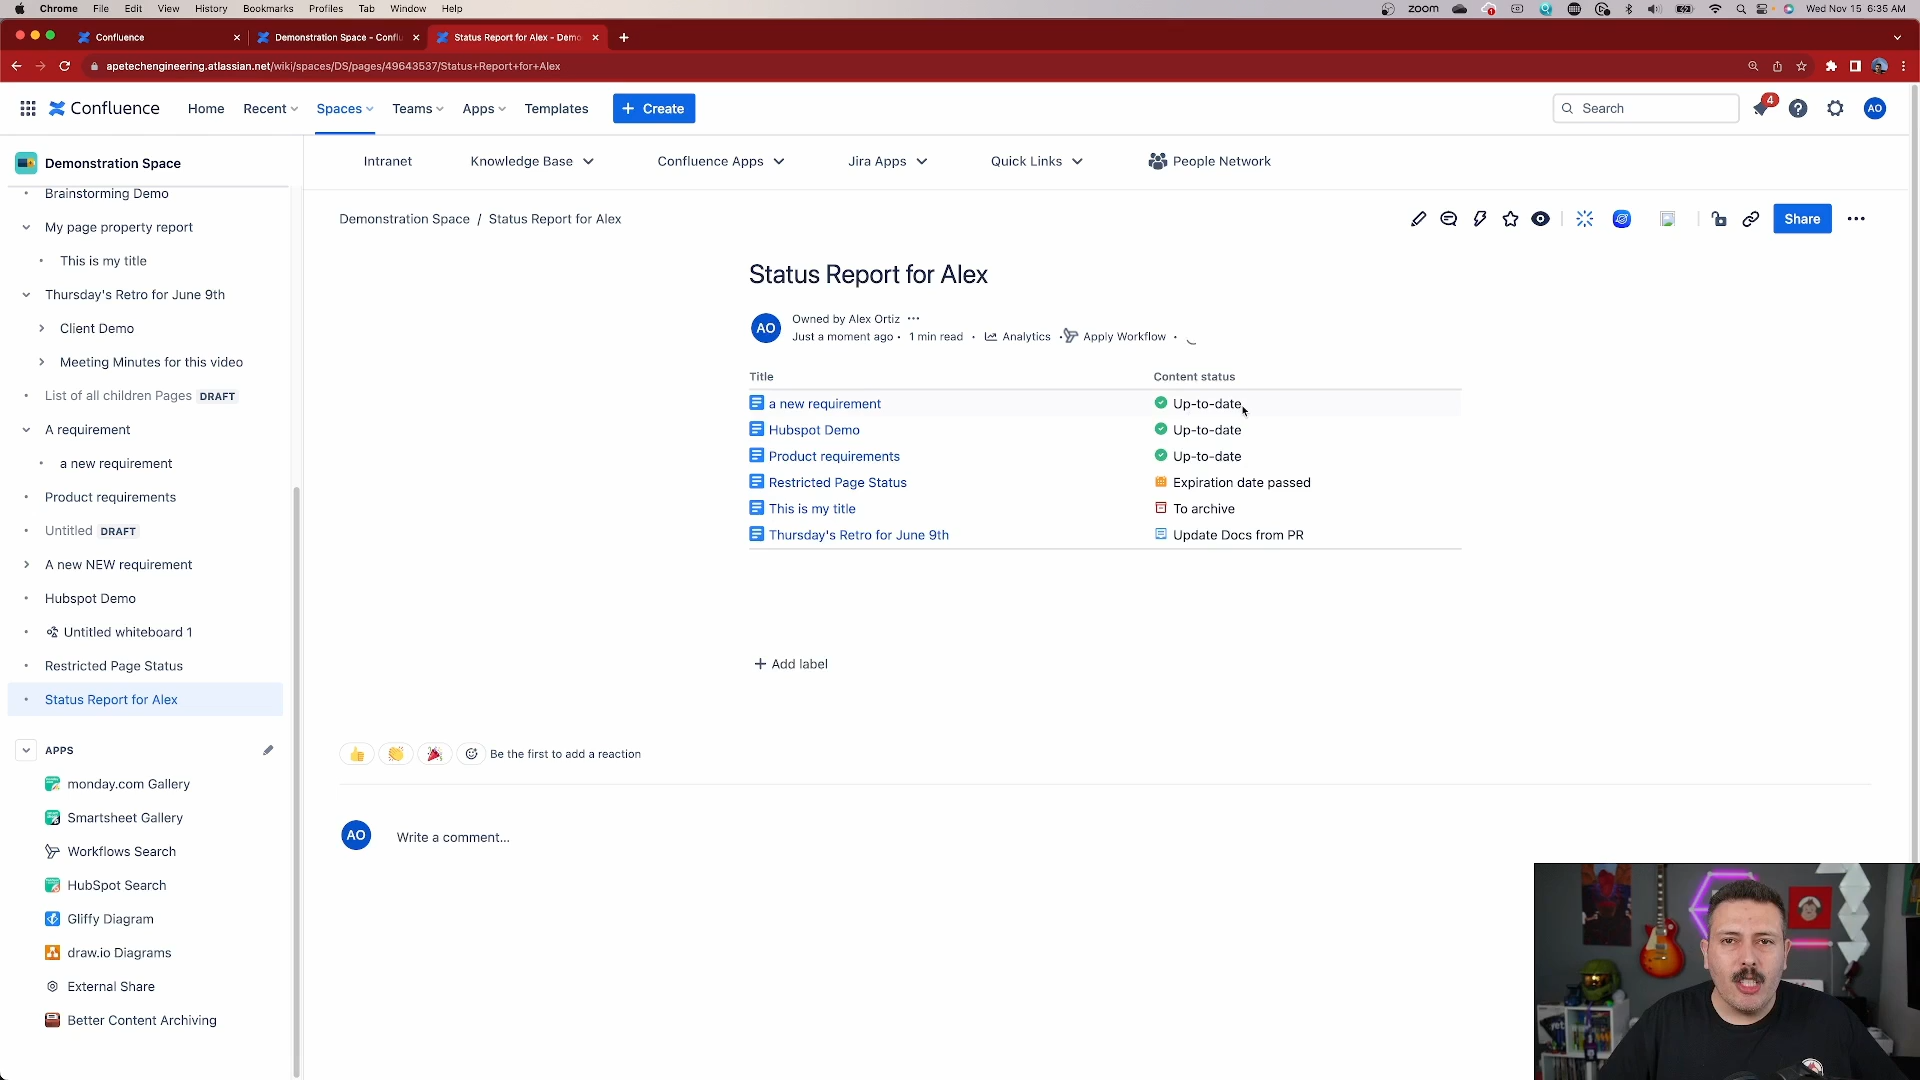 Chrome File Edit View History Bookmarks Profiles Tab Window Help
zoom 1 Wed Nov 15 6:35 AM
Confluence
Demonstration Space - Conflu
Status Report for Alex - Demo
apetechengineering.atlassian.net/wiki/spaces/DS/pages/49643537/Status+Report+for+Alex
Confluence Home Recent Spaces Teams Apps Templates + Create
Search 4 AO
Demonstration Space
Intranet Knowledge Base Confluence Apps Jira Apps Quick Links People Network
Brainstorming Demo
My page property report
This is my title
Thursday's Retro for June 9th
Client Demo
Meeting Minutes for this video
List of all children Pages DRAFT
A requirement
a new requirement
Product requirements
Untitled DRAFT
A new NEW requirement
Hubspot Demo
Untitled whiteboard 1
Restricted Page Status
Status Report for Alex
APPS
monday.com Gallery
Smartsheet Gallery
Workflows Search
HubSpot Search
Gliffy Diagram
draw.io Diagrams
External Share
Better Content Archiving
Demonstration Space / Status Report for Alex
Share
Status Report for Alex
AO
Owned by Alex Ortiz
Just a moment ago • 1 min read • Analytics • Apply Workflow •
Title Content status
a new requirement Up-to-date
Hubspot Demo Up-to-date
Product requirements Up-to-date
Restricted Page Status Expiration date passed
This is my title To archive
Thursday's Retro for June 9th Update Docs from PR
+ Add label
Be the first to add a reaction
AO Write a comment...